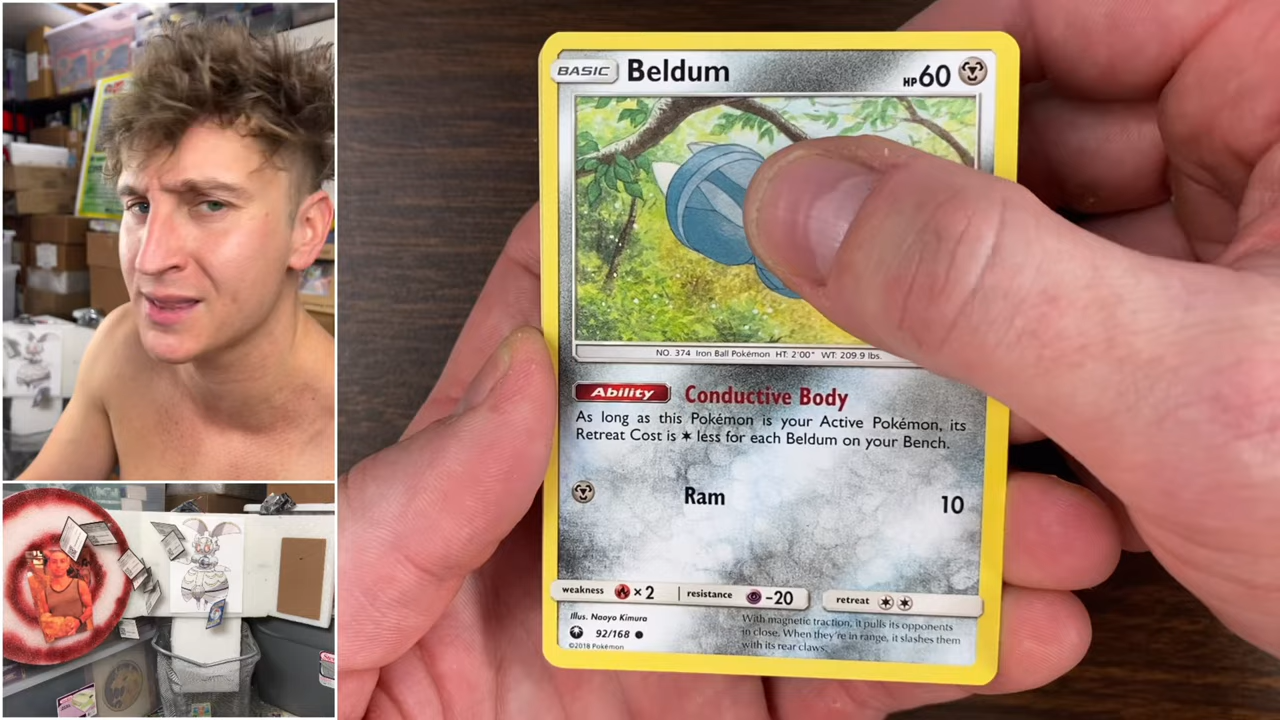 BASIC Beldum HP60
NO. 374 Iron Ball Pokémon HT: 2'00" WT: 209.9 lbs.
Ability Conductive Body
As long as this Pokémon is your Active Pokémon, its
Retreat Cost is less for each Beldum on your Bench.
Ram 10
weakness ×2 resistance -20 retreat
Illus. Naoyo Kimura
92/168
©2018 Pokémon
With magnetic traction, it pulls its opponents
in close. When they're in range, it slashes them
with its rear claws.